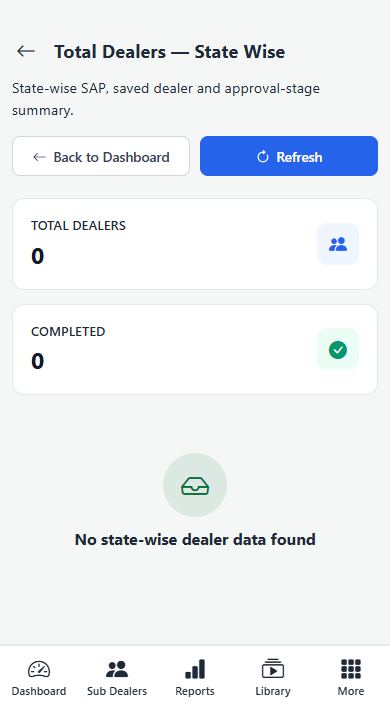 Total Dealers — State Wise
State-wise SAP, saved dealer and approval-stage
summary.
Back to Dashboard
Refresh
TOTAL DEALERS
0
COMPLETED
0
No state-wise dealer data found
Dashboard
Sub Dealers
Reports
Library
More